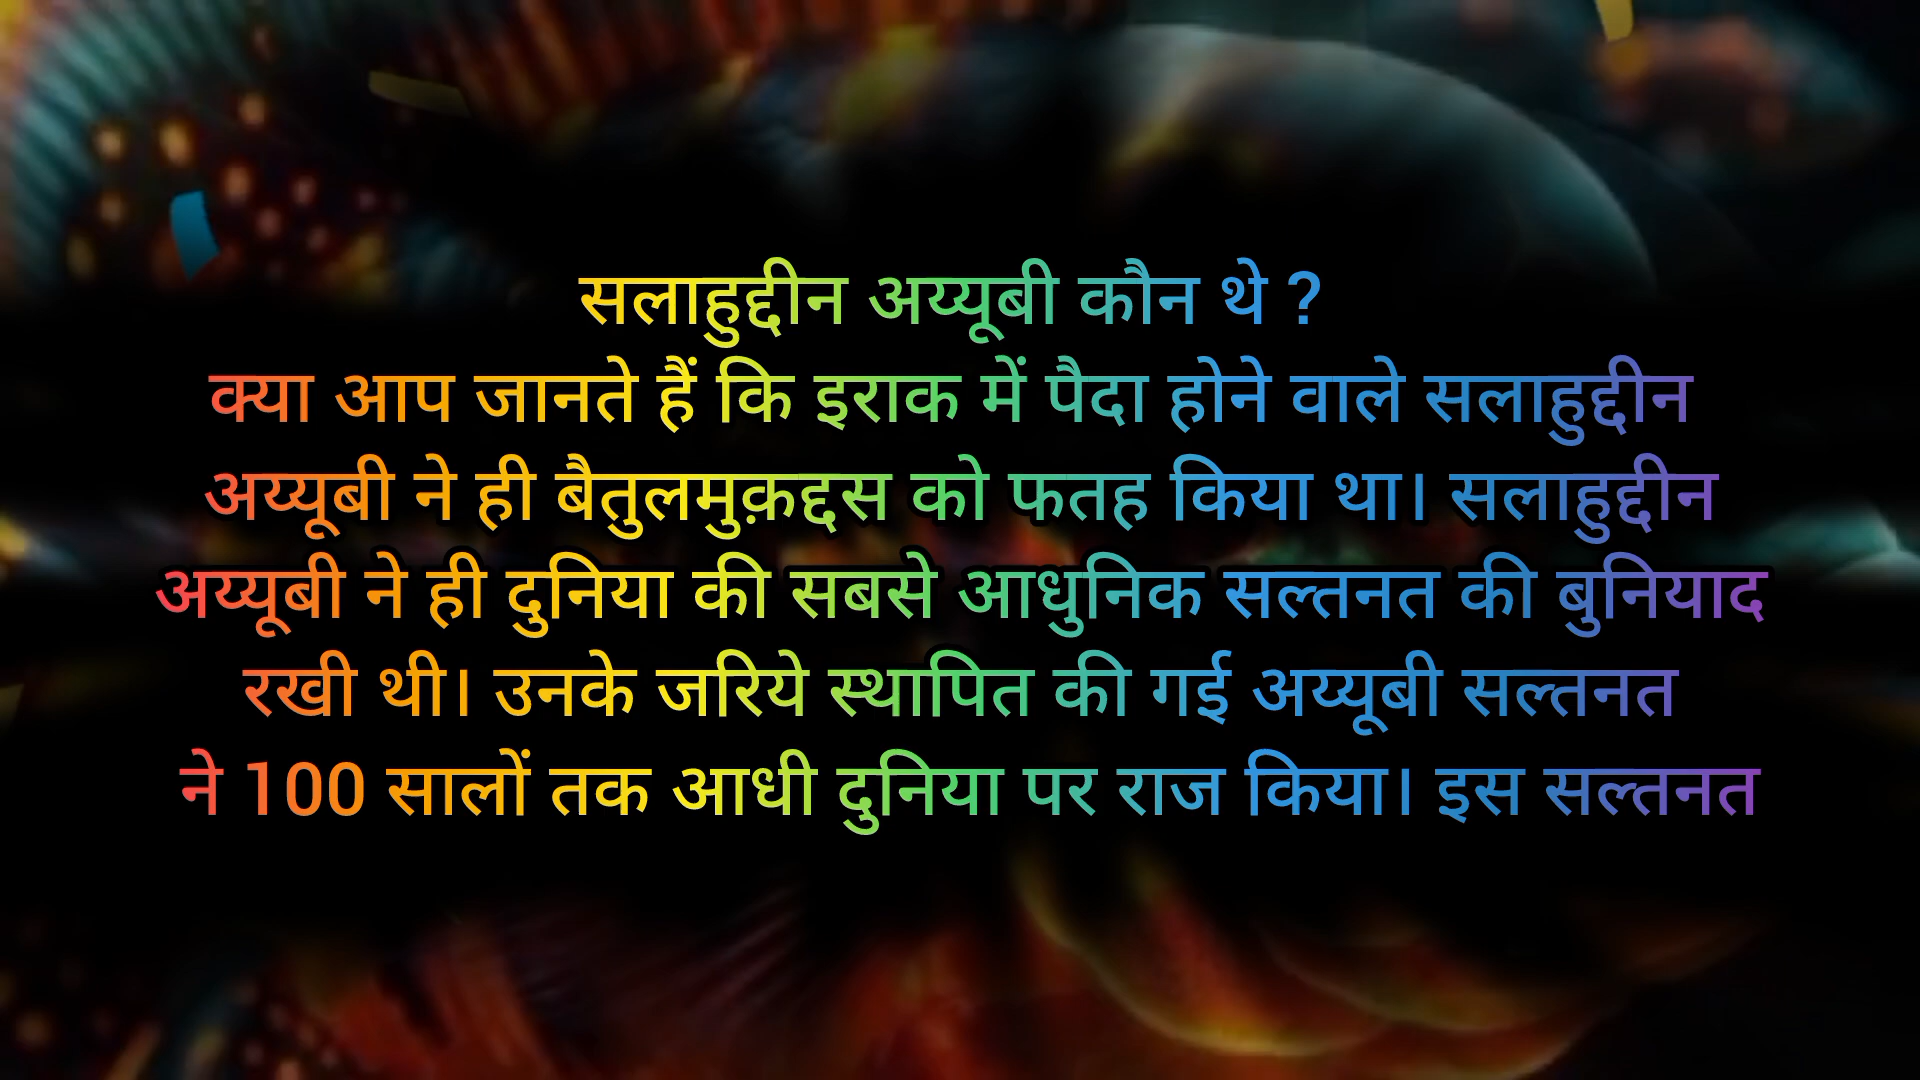 सलाहुद्दीन अय्यूबी कौन थे ?
क्या आप जानते हैं कि इराक में पैदा होने वाले सलाहुद्दीन
अय्यूबी ने ही बैतुलमुक़द्दस को फतह किया था। सलाहुद्दीन
अय्यूबी ने ही दुनिया की सबसे आधुनिक सल्तनत की बुनियाद
रखी थी। उनके जरिये स्थापित की गई अय्यूबी सल्तनत
ने 100 सालों तक आधी दुनिया पर राज किया। इस सल्तनत